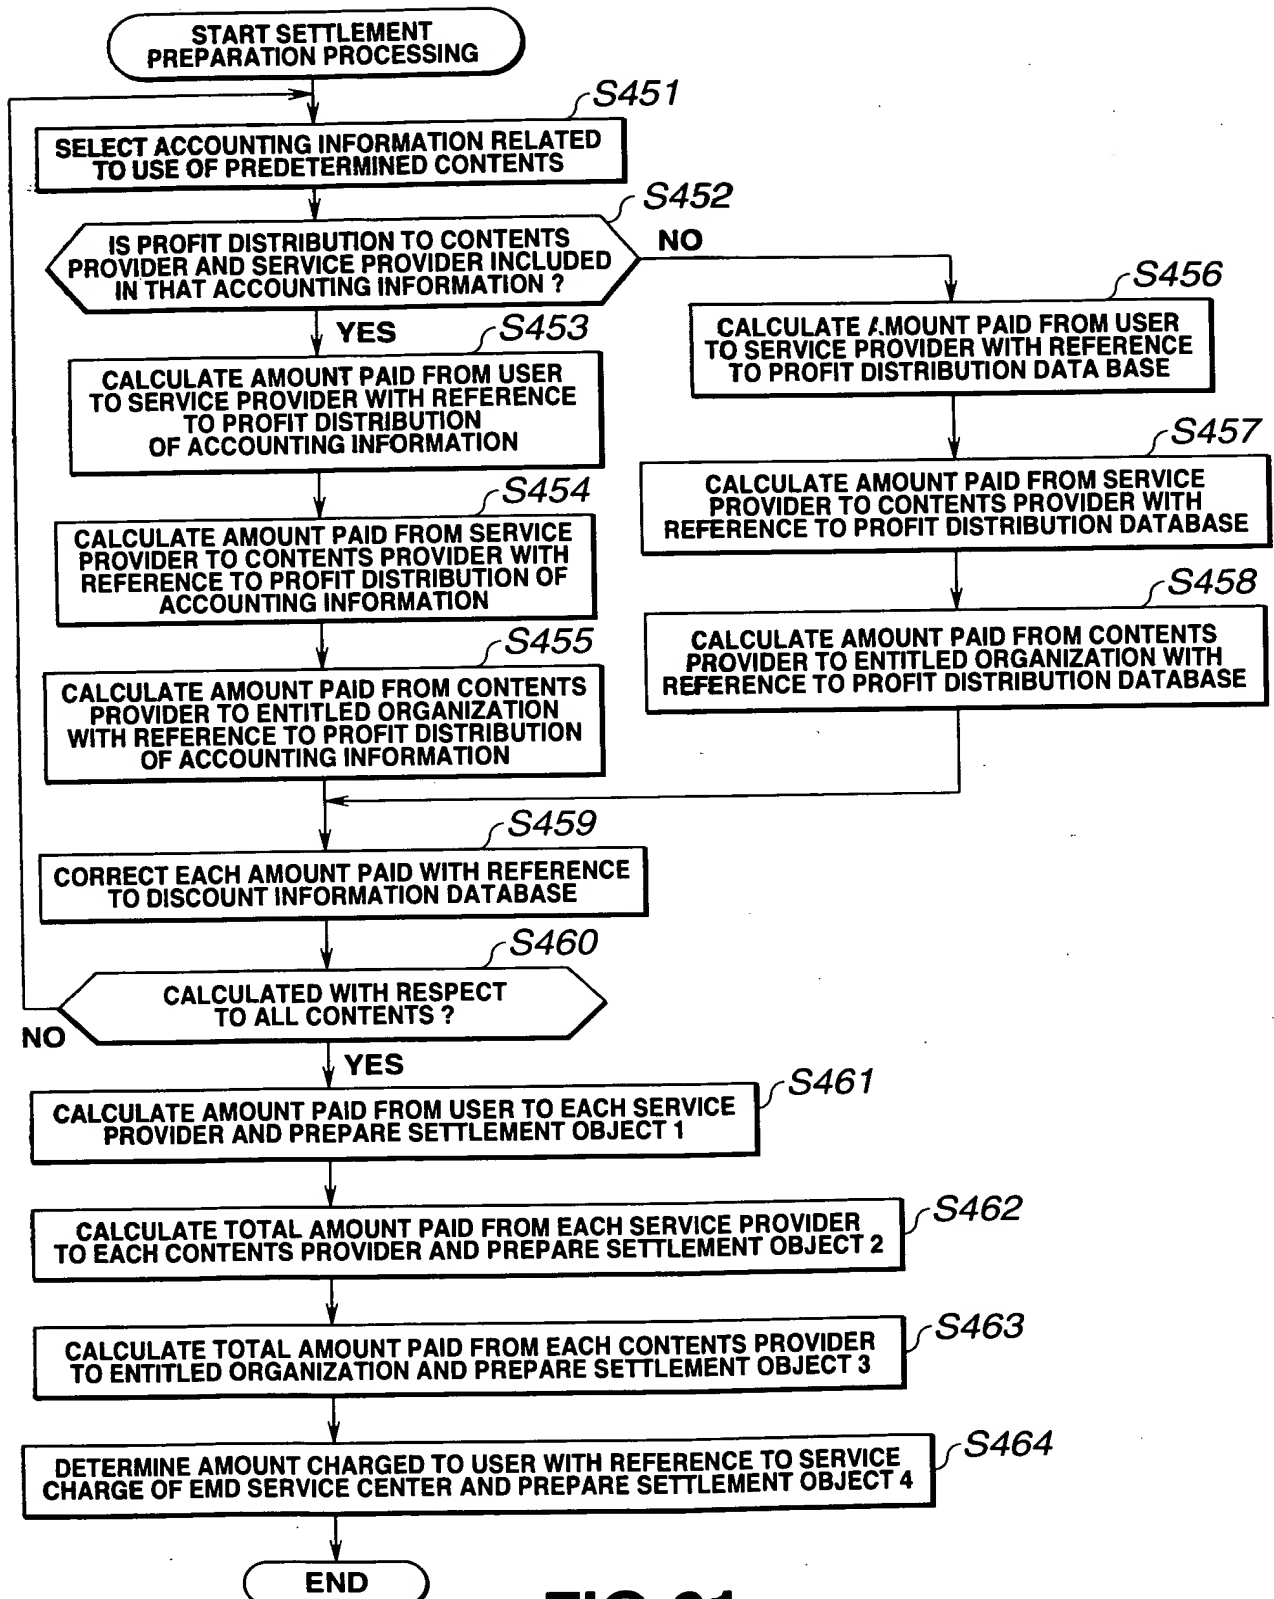 START SETTLEMENT
PREPARATION PROCESSING
S451
SELECT ACCOUNTING INFORMATION RELATED
TO USE OF PREDETERMINED CONTENTS
S452
IS PROFIT DISTRIBUTION TO CONTENTS
PROVIDER AND SERVICE PROVIDER INCLUDED
IN THAT ACCOUNTING INFORMATION ?
NO
YES
S453
CALCULATE AMOUNT PAID FROM USER
TO SERVICE PROVIDER WITH REFERENCE
TO PROFIT DISTRIBUTION
OF ACCOUNTING INFORMATION
S454
CALCULATE AMOUNT PAID FROM SERVICE
PROVIDER TO CONTENTS PROVIDER WITH
REFERENCE TO PROFIT DISTRIBUTION OF
ACCOUNTING INFORMATION
S455
CALCULATE AMOUNT PAID FROM CONTENTS
PROVIDER TO ENTITLED ORGANIZATION
WITH REFERENCE TO PROFIT DISTRIBUTION
OF ACCOUNTING INFORMATION
S456
CALCULATE AMOUNT PAID FROM USER
TO SERVICE PROVIDER WITH REFERENCE
TO PROFIT DISTRIBUTION DATA BASE
S457
CALCULATE AMOUNT PAID FROM SERVICE
PROVIDER TO CONTENTS PROVIDER WITH
REFERENCE TO PROFIT DISTRIBUTION DATABASE
S458
CALCULATE AMOUNT PAID FROM CONTENTS
PROVIDER TO ENTITLED ORGANIZATION WITH
REFERENCE TO PROFIT DISTRIBUTION DATABASE
S459
CORRECT EACH AMOUNT PAID WITH REFERENCE
TO DISCOUNT INFORMATION DATABASE
S460
CALCULATED WITH RESPECT
TO ALL CONTENTS ?
NO
YES
S461
CALCULATE AMOUNT PAID FROM USER TO EACH SERVICE
PROVIDER AND PREPARE SETTLEMENT OBJECT 1
S462
CALCULATE TOTAL AMOUNT PAID FROM EACH SERVICE PROVIDER
TO EACH CONTENTS PROVIDER AND PREPARE SETTLEMENT OBJECT 2
S463
CALCULATE TOTAL AMOUNT PAID FROM EACH CONTENTS PROVIDER
TO ENTITLED ORGANIZATION AND PREPARE SETTLEMENT OBJECT 3
S464
DETERMINE AMOUNT CHARGED TO USER WITH REFERENCE TO SERVICE
CHARGE OF EMD SERVICE CENTER AND PREPARE SETTLEMENT OBJECT 4
END